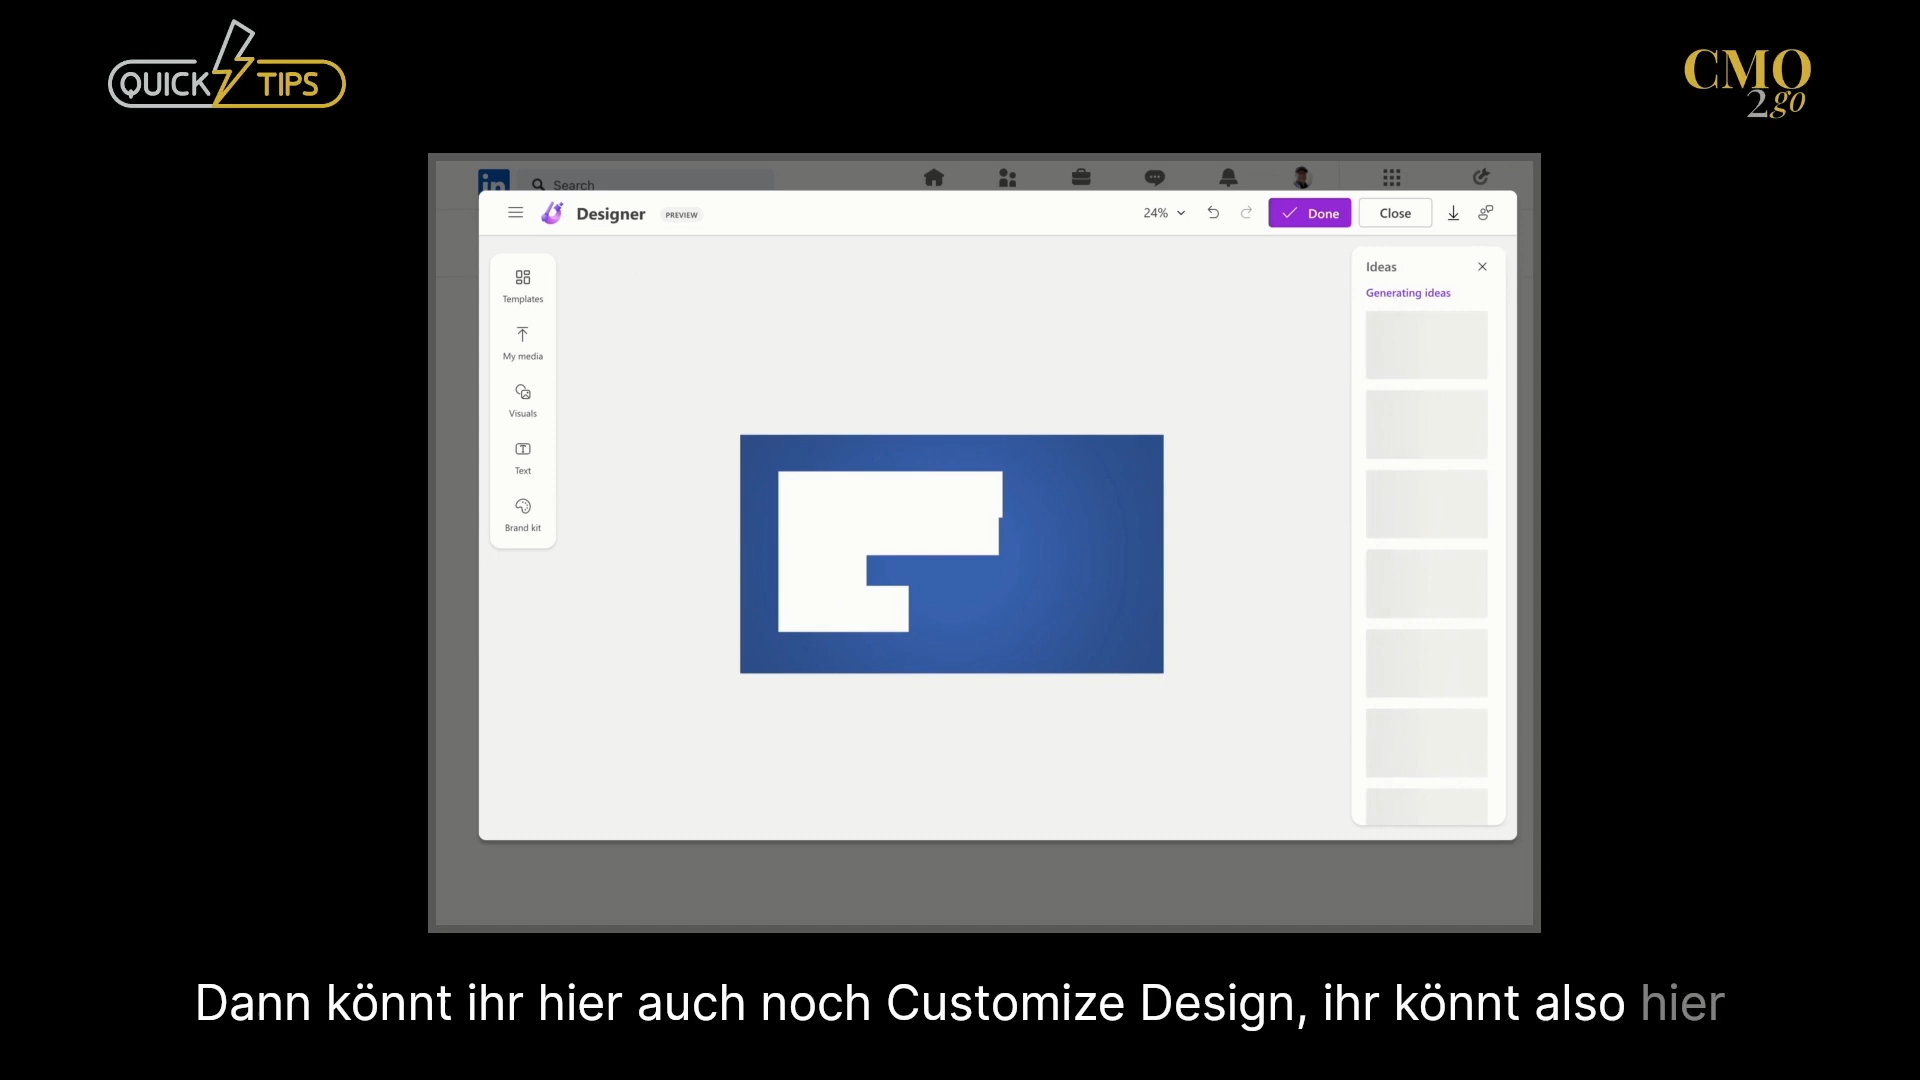 QUICK TIPS
CMO
2go
in Search
Designer PREVIEW 24% Done Close
Templates
My media
Visuals
Text
Brand kit
Ideas
Generating ideas
Dann könnt ihr hier auch noch Customize Design, ihr könnt also hier